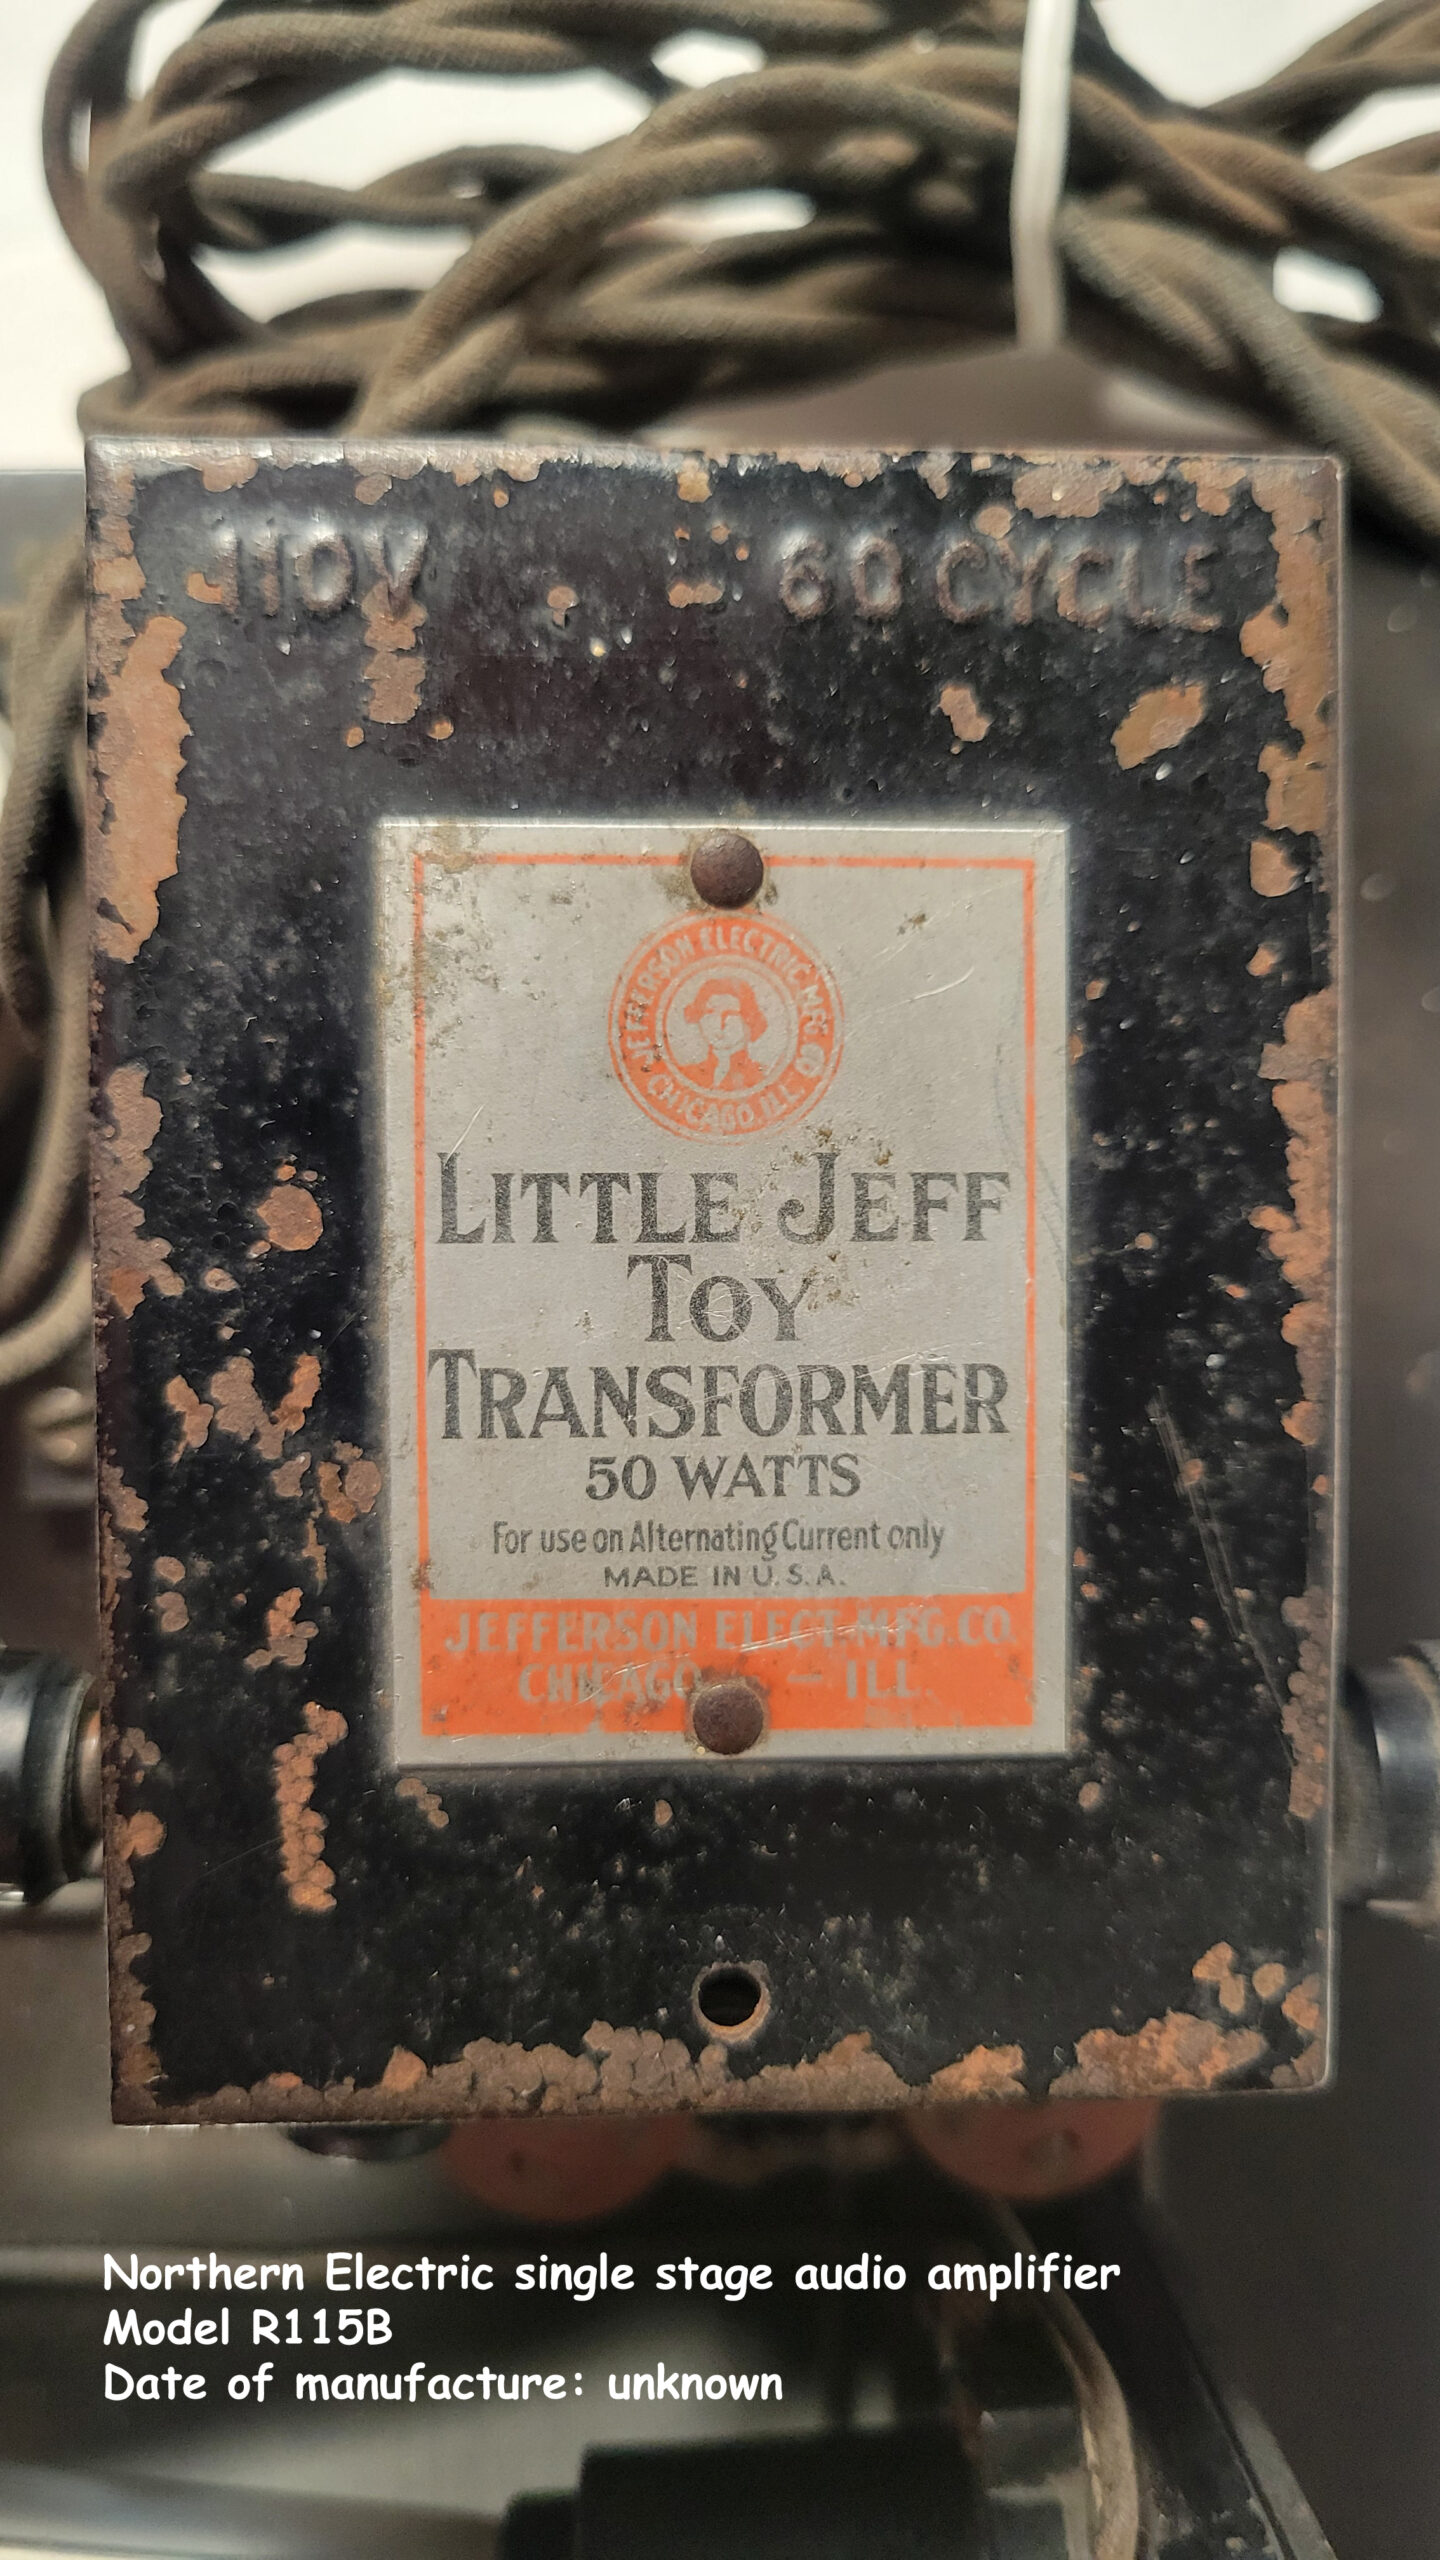 110V 60 CYCLE
JEFFERSON ELECTRIC MFG. CO.
CHICAGO, ILL.
LITTLE JEFF
TOY
TRANSFORMER
50 WATTS
For use on Alternating Current only
MADE IN U.S.A.
JEFFERSON ELECT. MFG. CO.
CHICAGO - ILL.
Northern Electric single stage audio amplifier
Model R115B
Date of manufacture: unknown